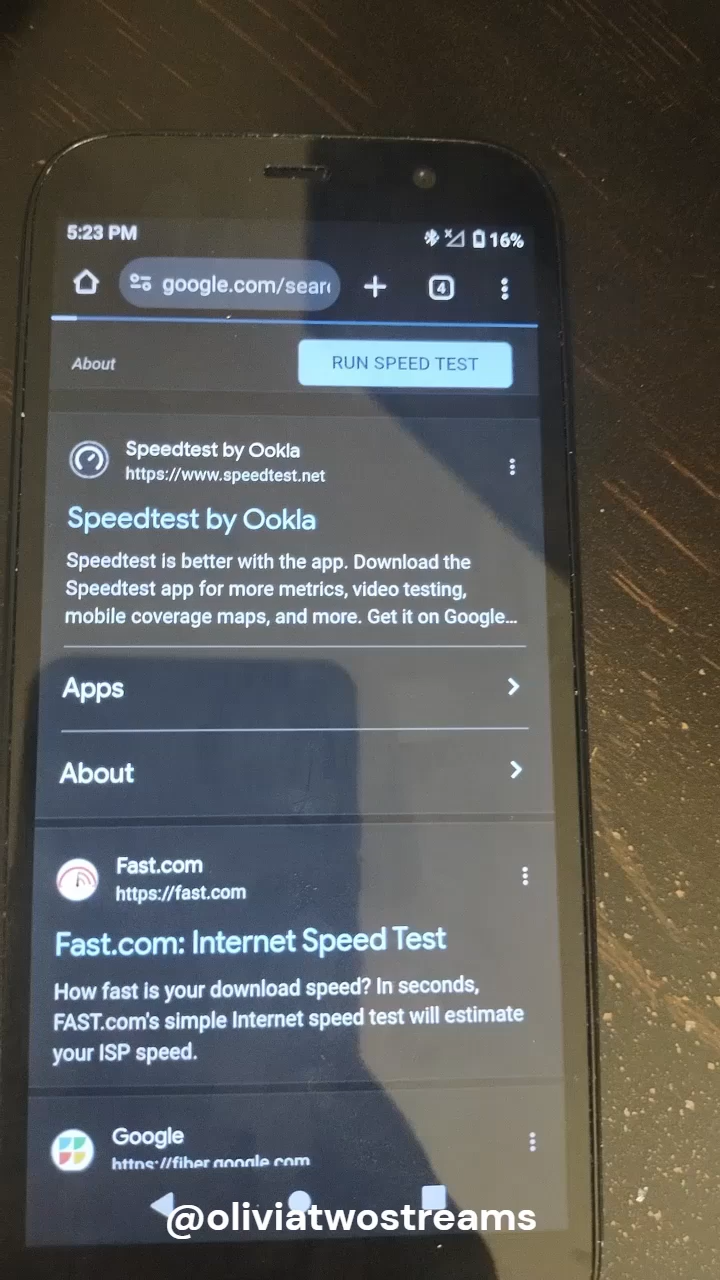 5:23 PM
16%
google.com/sear
4
About
RUN SPEED TEST
Speedtest by Ookla
https://www.speedtest.net
Speedtest by Ookla
Speedtest is better with the app. Download the
Speedtest app for more metrics, video testing,
mobile coverage maps, and more. Get it on Google...
Apps
About
Fast.com
https://fast.com
Fast.com: Internet Speed Test
How fast is your download speed? In seconds,
FAST.com's simple Internet speed test will estimate
your ISP speed.
Google
https://fiber.google.com
@oliviatwostreams